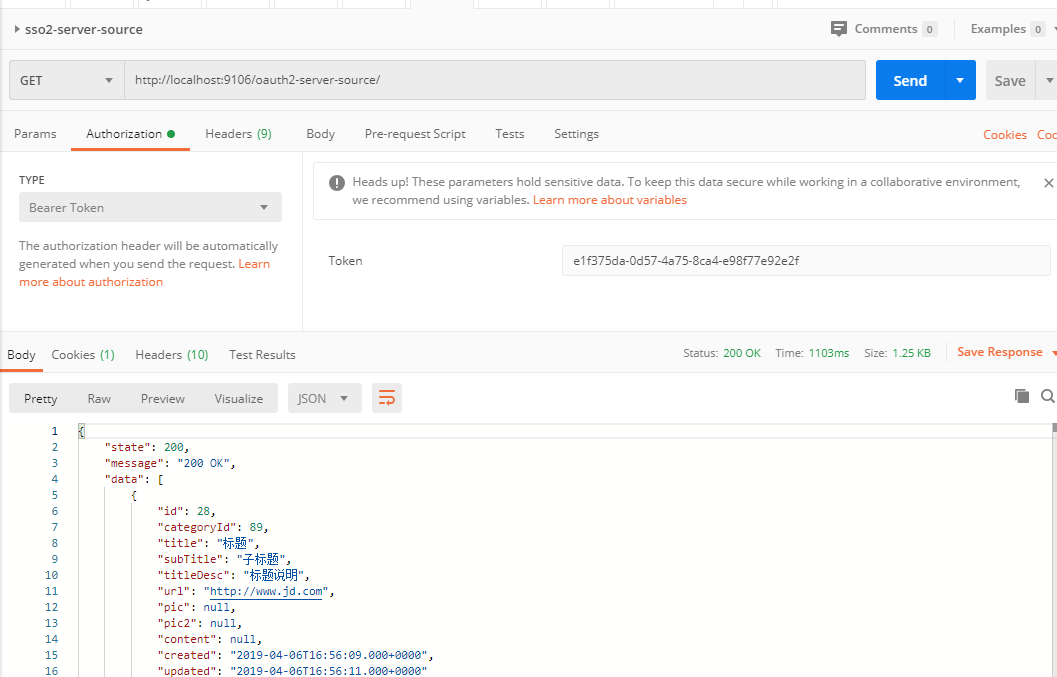 sso2-server-source
Comments 0
Examples 0
GET
http://localhost:9106/oauth2-server-source/
Send
Save
Params
Authorization
Headers (9)
Body
Pre-request Script
Tests
Settings
Cookies
TYPE
Bearer Token
The authorization header will be automatically
generated when you send the request. Learn
more about authorization
Heads up! These parameters hold sensitive data. To keep this data secure while working in a collaborative environment,
we recommend using variables. Learn more about variables
Token
e1f375da-0d57-4a75-8ca4-e98f77e92e2f
Body
Cookies (1)
Headers (10)
Test Results
Status: 200 OK
Time: 1103ms
Size: 1.25 KB
Save Response
Pretty
Raw
Preview
Visualize
JSON
1 {
2 "state": 200,
3 "message": "200 OK",
4 "data": [
5 {
6 "id": 28,
7 "categoryId": 89,
8 "title": "标题",
9 "subTitle": "子标题",
10 "titleDesc": "标题说明",
11 "url": "http://www.jd.com",
12 "pic": null,
13 "pic2": null,
14 "content": null,
15 "created": "2019-04-06T16:56:09.000+0000",
16 "updated": "2019-04-06T16:56:11.000+0000"